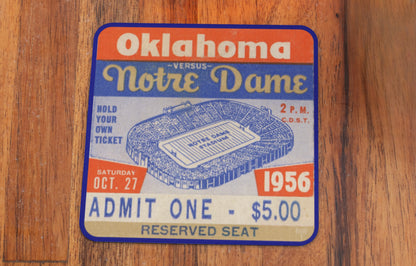 Oklahoma
-VERSUS-
Notre Dame
HOLD
YOUR
OWN
TICKET
2 P.M.
C.D.S.T.
NOTRE DAME
STADIUM
SATURDAY
OCT. 27
1956
ADMIT ONE - $5.00
RESERVED SEAT